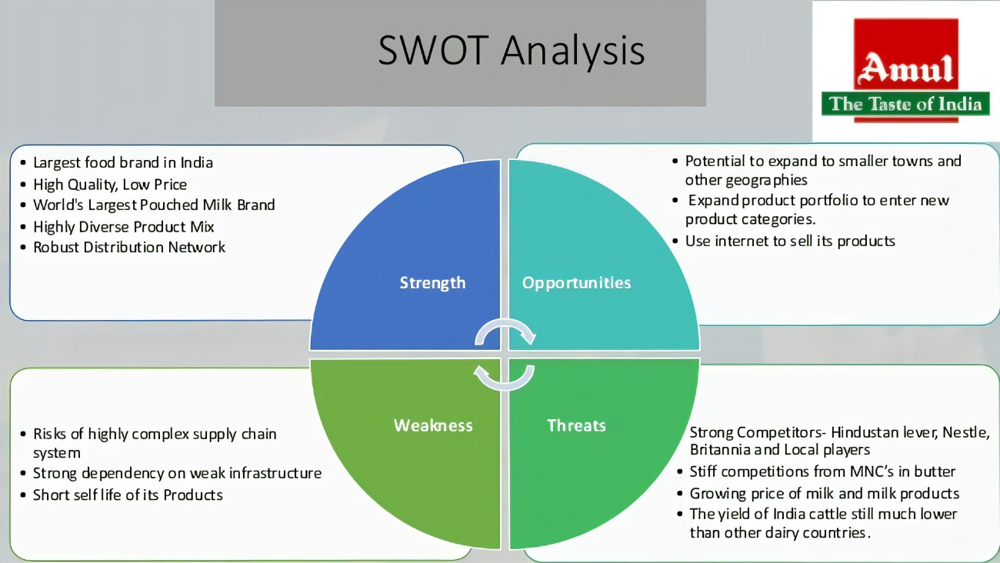 SWOT Analysis
Amul
The Taste of India
• Largest food brand in India
• High Quality, Low Price
• World's Largest Pouched Milk Brand
• Highly Diverse Product Mix
• Robust Distribution Network
• Potential to expand to smaller towns and
other geographies
• Expand product portfolio to enter new
product categories.
• Use internet to sell its products
Strength
Opportunities
Weakness
Threats
• Risks of highly complex supply chain
system
• Strong dependency on weak infrastructure
• Short self life of its Products
Strong Competitors- Hindustan lever, Nestle,
Britannia and Local players
• Stiff competitions from MNC’s in butter
• Growing price of milk and milk products
• The yield of India cattle still much lower
than other dairy countries.